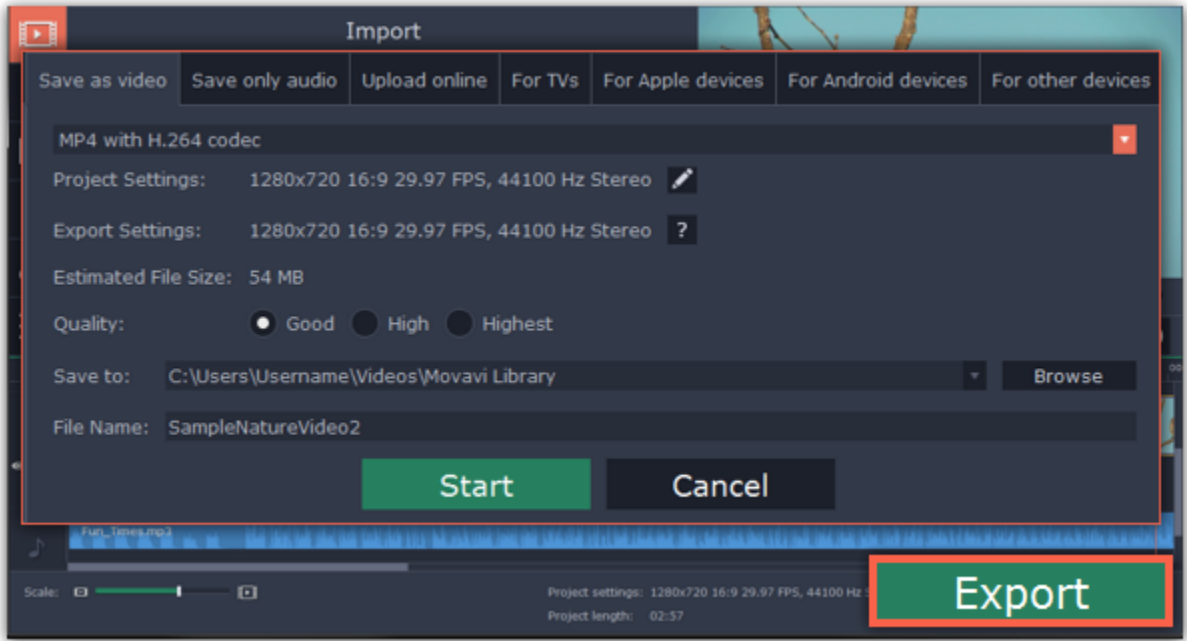 Import
Save as video Save only audio Upload online For TVs For Apple devices For Android devices For other devices
MP4 with H.264 codec
Project Settings: 1280x720 16:9 29.97 FPS, 44100 Hz Stereo
Export Settings: 1280x720 16:9 29.97 FPS, 44100 Hz Stereo ?
Estimated File Size: 54 MB
Quality: Good High Highest
Save to: C:\Users\Username\Videos\Movavi Library Browse
File Name: SampleNatureVideo2
Start Cancel
Fun_Times.mp3
Scale: Project settings: 1280x720 16:9 29.97 FPS, 44100 Hz
Project length: 02:57
Export